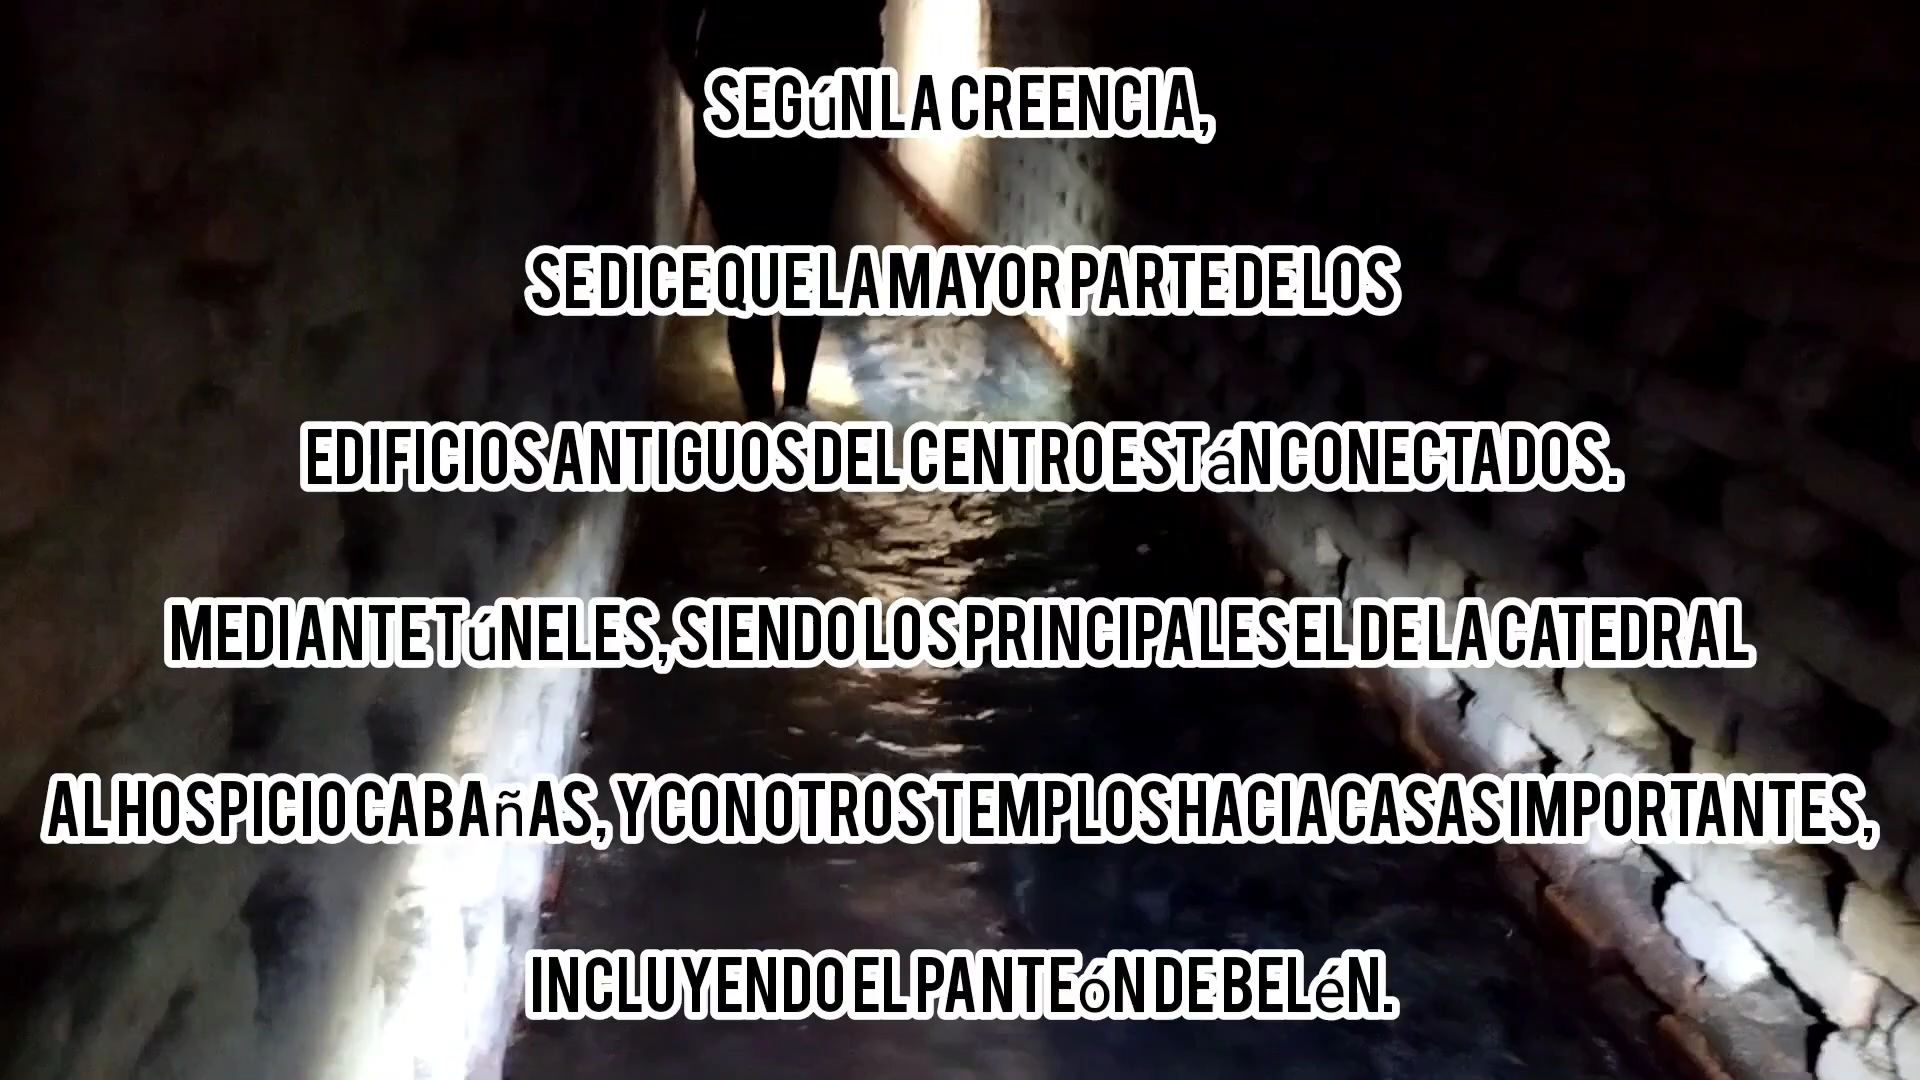 SEGúN LA CREENCIA,
SE DICE QUE LA MAYOR PARTE DE LOS
EDIFICIOS ANTIGUOS DEL CENTRO ESTáN CONECTADOS.
MEDIANTE TúNELES, SIENDO LOS PRINCIPALES EL DE LA CATEDRAL
AL HOSPICIO CABAñAS, Y CON OTROS TEMPLOS HACIA CASAS IMPORTANTES,
INCLUYENDO EL PANTEóN DE BELéN.